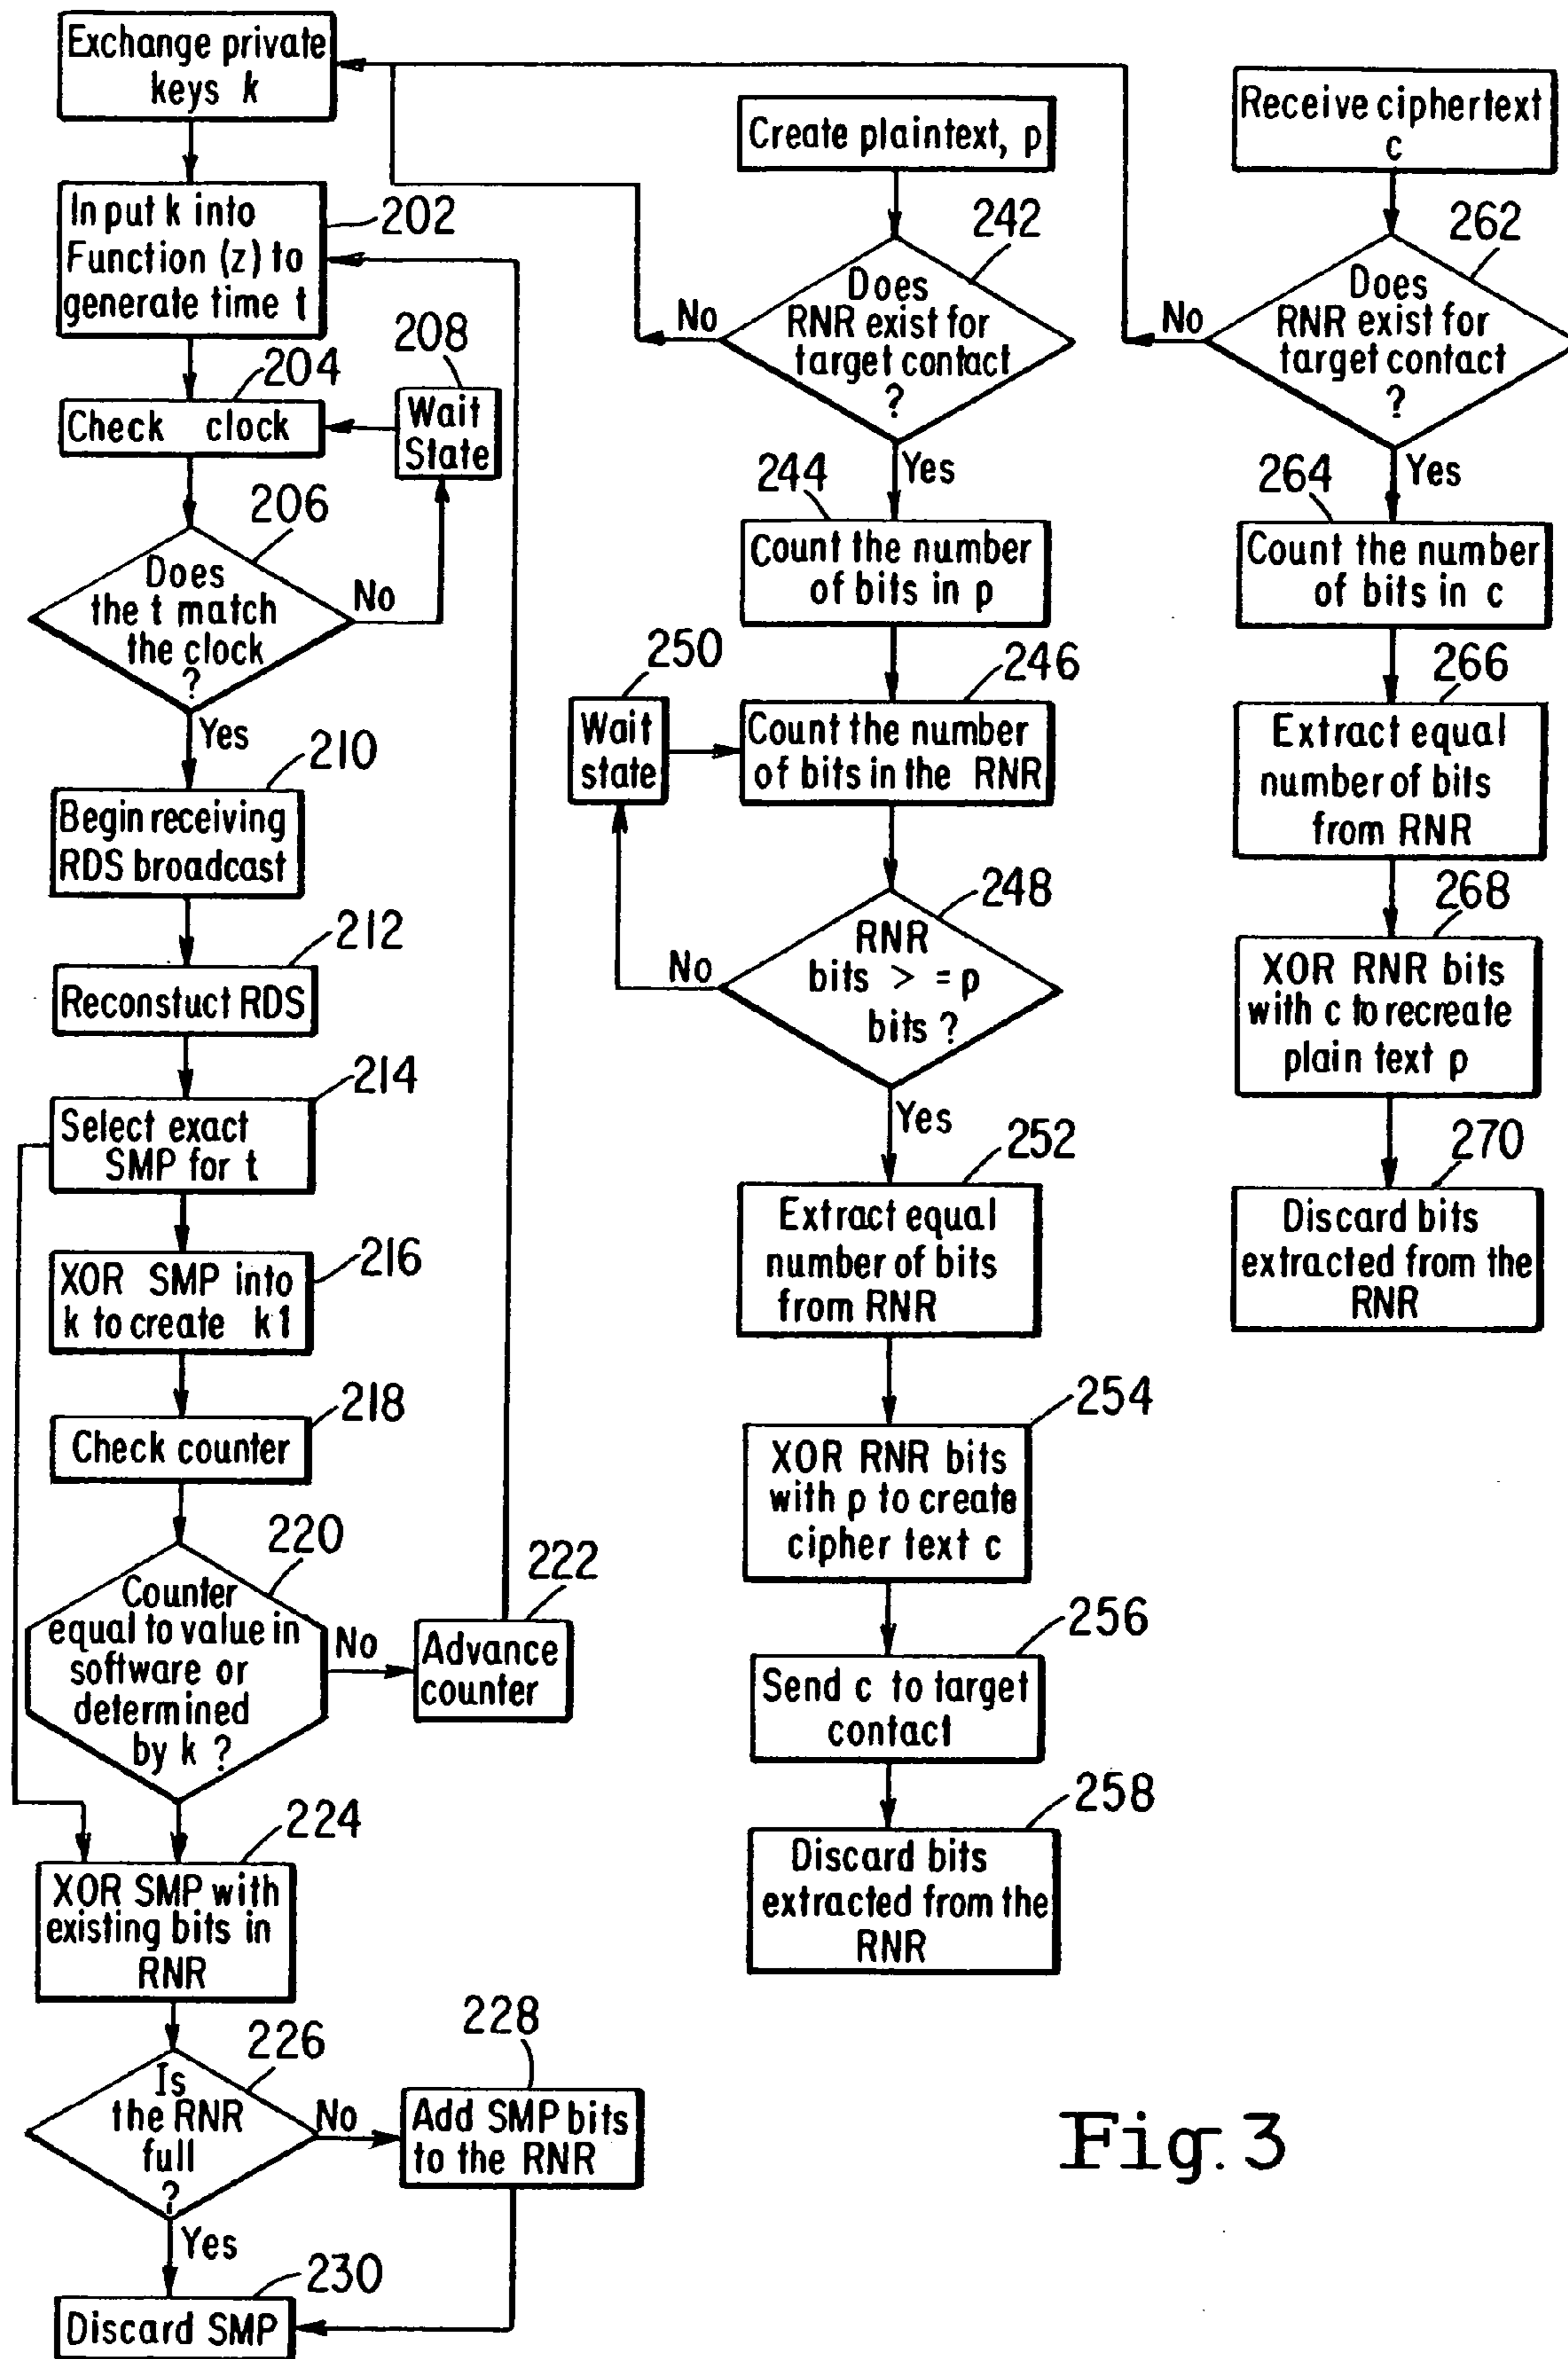 Exchange private
keys k
Input k into
Function (z) to
generate time t
202
204
Check clock
208
Wait
State
206
Does
the t match
the clock
?
No
Yes
210
Begin receiving
RDS broadcast
212
Reconstuct RDS
214
Select exact
SMP for t
216
XOR SMP into
k to create k1
218
Check counter
220
Counter
equal to value in
software or
determined
by k ?
No
222
Advance
counter
224
XOR SMP with
existing bits in
RNR
226
Is
the RNR
full
?
No
228
Add SMP bits
to the RNR
Yes
230
Discard SMP
Create plaintext, p
242
Does
RNR exist for
target contact
?
No
Yes
244
Count the number
of bits in p
250
Wait
state
246
Count the number
of bits in the RNR
248
RNR
bits > = p
bits ?
No
Yes
252
Extract equal
number of bits
from RNR
254
XOR RNR bits
with p to create
cipher text c
256
Send c to target
contact
258
Discard bits
extracted from the
RNR
Receive ciphertext
c
262
Does
RNR exist for
target contact
?
No
Yes
264
Count the number
of bits in c
266
Extract equal
number of bits
from RNR
268
XOR RNR bits
with c to recreate
plain text p
270
Discard bits
extracted from the
RNR
Fig. 3